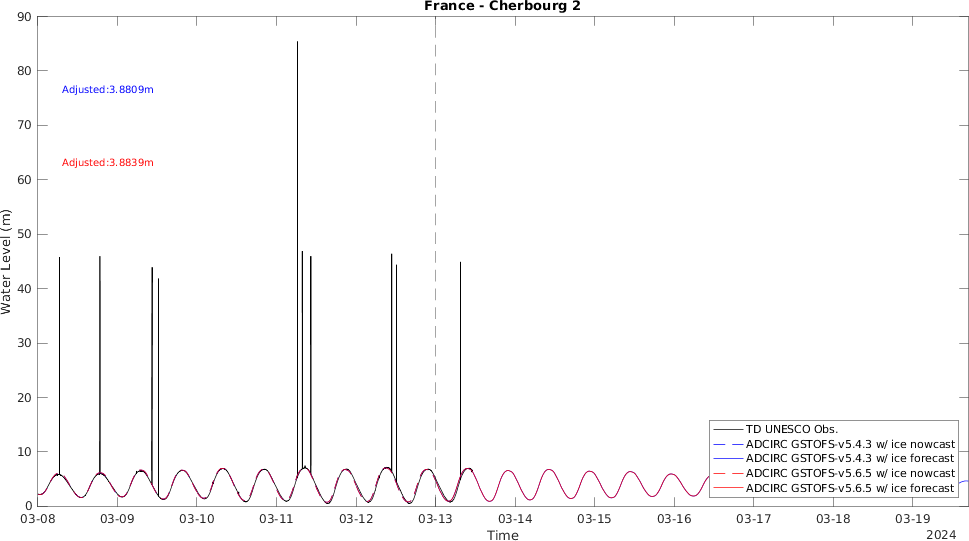 France - Cherbourg 2
90
80
70
60
50
40
30
20
10
0
Water Level (m)
Adjusted:3.8809m
Adjusted:3.8839m
TD UNESCO Obs.
ADCIRC GSTOFS-v5.4.3 w/ ice nowcast
ADCIRC GSTOFS-v5.4.3 w/ ice forecast
ADCIRC GSTOFS-v5.6.5 w/ ice nowcast
ADCIRC GSTOFS-v5.6.5 w/ ice forecast
03-08 03-09 03-10 03-11 03-12 03-13 03-14 03-15 03-16 03-17 03-18 03-19
Time
2024